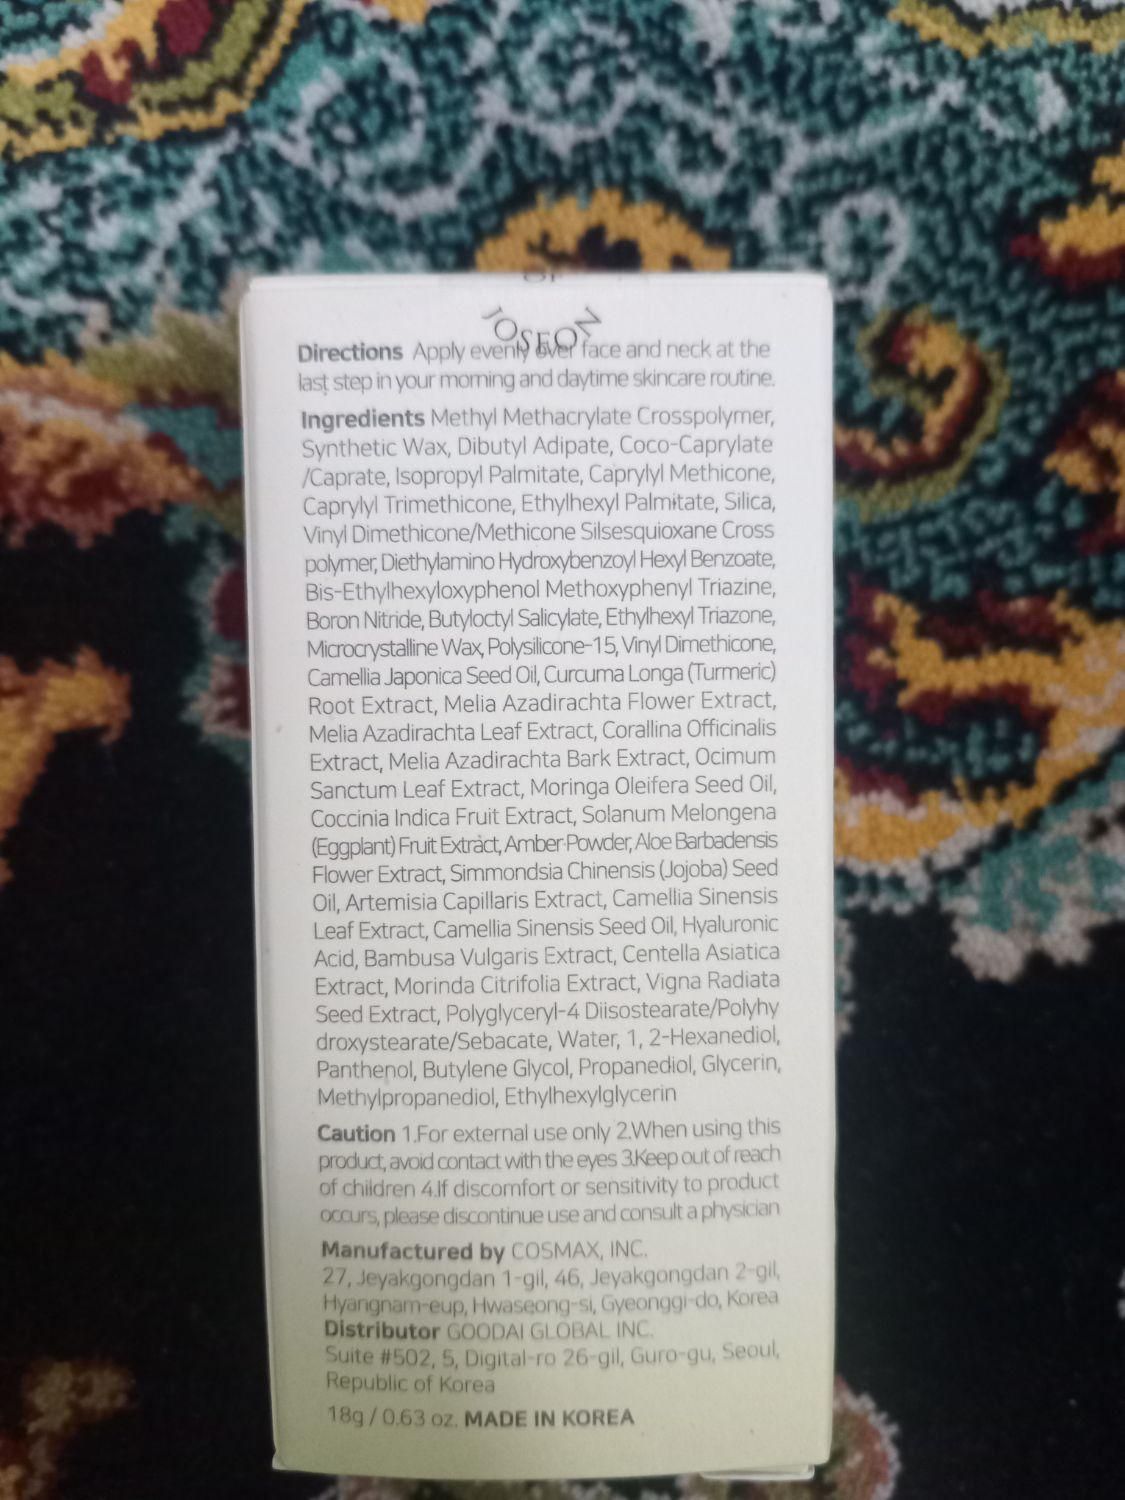 OF
JOSEON
Directions Apply evenly over face and neck at the
last step in your morning and daytime skincare routine.
Ingredients Methyl Methacrylate Crosspolymer,
Synthetic Wax, Dibutyl Adipate, Coco-Caprylate
/Caprate, Isopropyl Palmitate, Caprylyl Methicone,
Caprylyl Trimethicone, Ethylhexyl Palmitate, Silica,
Vinyl Dimethicone/Methicone Silsesquioxane Cross
polymer, Diethylamino Hydroxybenzoyl Hexyl Benzoate,
Bis-Ethylhexyloxyphenol Methoxyphenyl Triazine,
Boron Nitride, Butyloctyl Salicylate, Ethylhexyl Triazone,
Microcrystalline Wax, Polysilicone-15, Vinyl Dimethicone,
Camellia Japonica Seed Oil, Curcuma Longa (Turmeric)
Root Extract, Melia Azadirachta Flower Extract,
Melia Azadirachta Leaf Extract, Corallina Officinalis
Extract, Melia Azadirachta Bark Extract, Ocimum
Sanctum Leaf Extract, Moringa Oleifera Seed Oil,
Coccinia Indica Fruit Extract, Solanum Melongena
(Eggplant) Fruit Extract, Amber Powder, Aloe Barbadensis
Flower Extract, Simmondsia Chinensis (Jojoba) Seed
Oil, Artemisia Capillaris Extract, Camellia Sinensis
Leaf Extract, Camellia Sinensis Seed Oil, Hyaluronic
Acid, Bambusa Vulgaris Extract, Centella Asiatica
Extract, Morinda Citrifolia Extract, Vigna Radiata
Seed Extract, Polyglyceryl-4 Diisostearate/Polyhy
droxystearate/Sebacate, Water, 1, 2-Hexanediol,
Panthenol, Butylene Glycol, Propanediol, Glycerin,
Methylpropanediol, Ethylhexylglycerin
Caution 1.For external use only 2.When using this
product, avoid contact with the eyes 3.Keep out of reach
of children 4.If discomfort or sensitivity to product
occurs, please discontinue use and consult a physician
Manufactured by COSMAX, INC.
27, Jeyakgongdan 1-gil, 46, Jeyakgongdan 2-gil,
Hyangnam-eup, Hwaseong-si, Gyeonggi-do, Korea
Distributor GOODAI GLOBAL INC.
Suite #502, 5, Digital-ro 26-gil, Guro-gu, Seoul,
Republic of Korea
18g / 0.63 oz. MADE IN KOREA